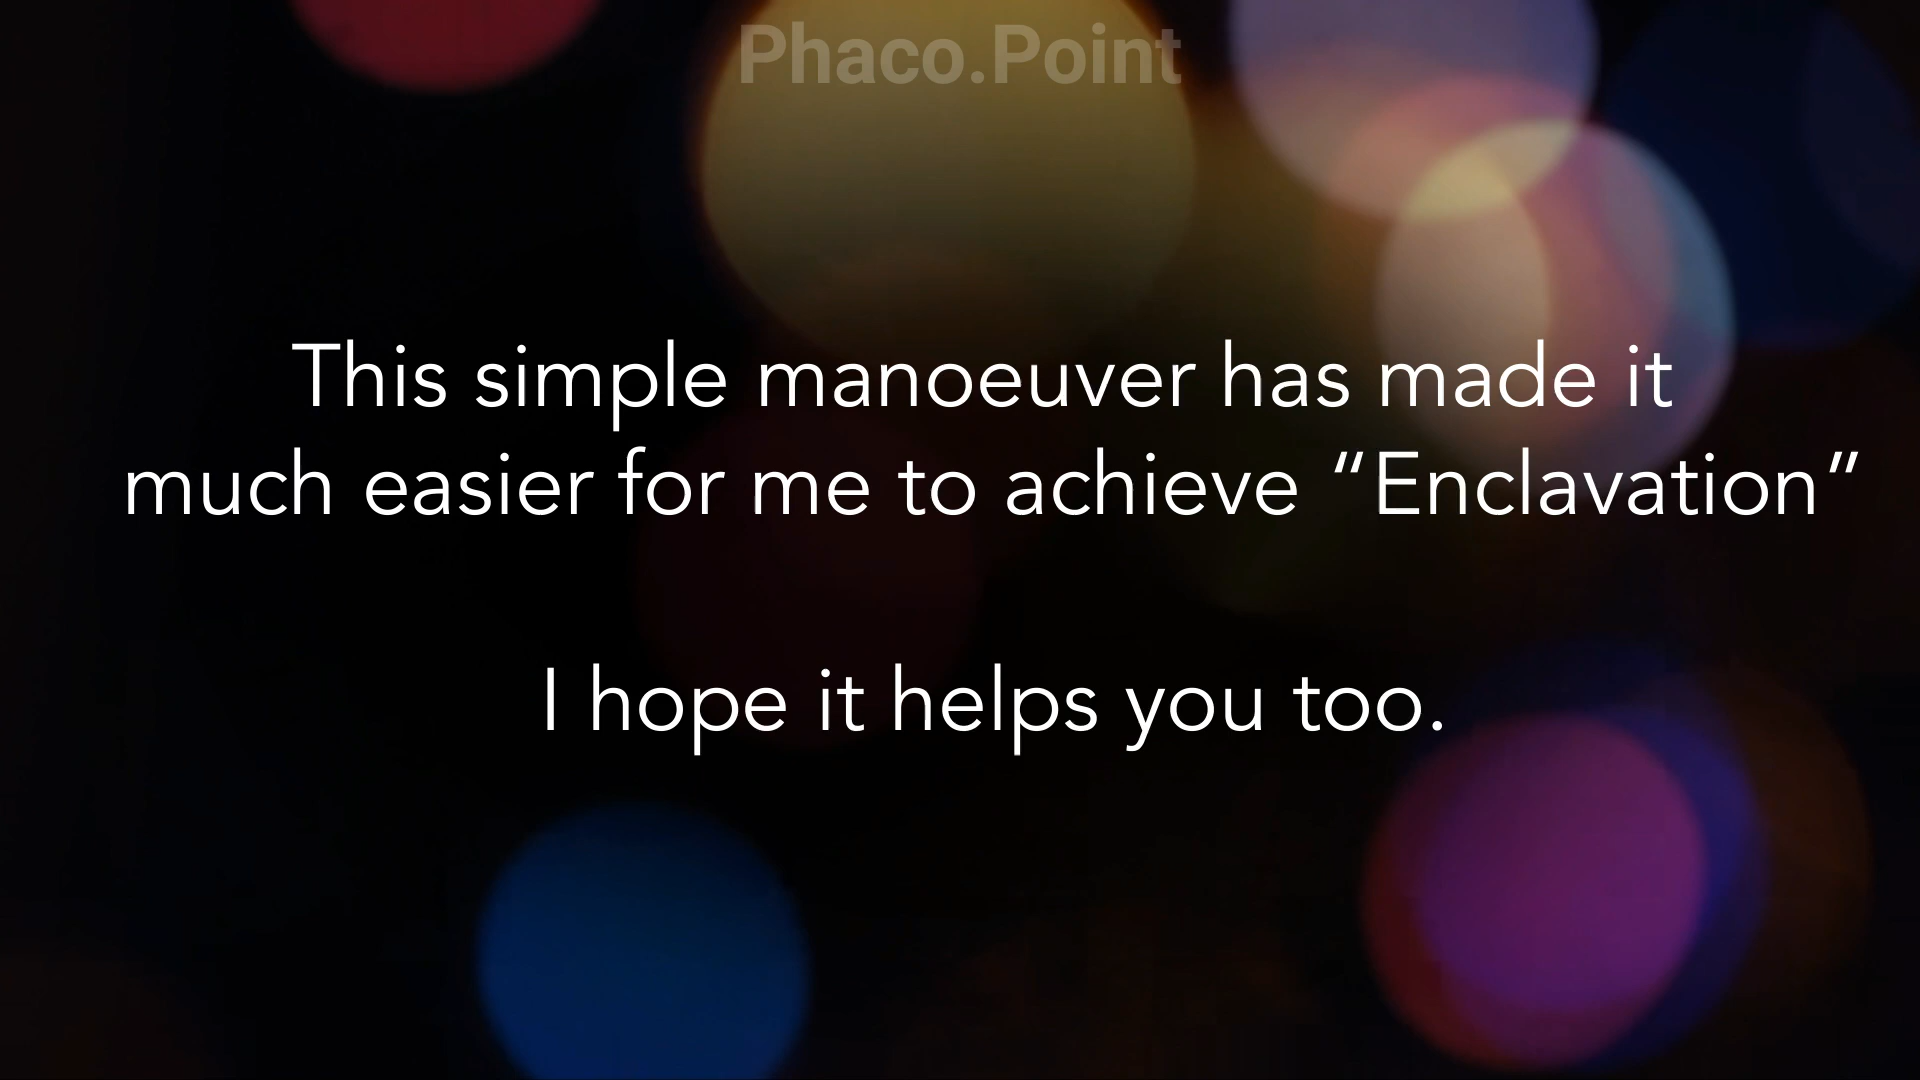 Phaco.Point
This simple manoeuver has made it
much easier for me to achieve “Enclavation”
I hope it helps you too.